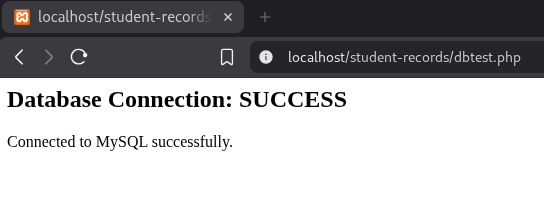 localhost/student-records
localhost/student-records/dbtest.php
Database Connection: SUCCESS
Connected to MySQL successfully.